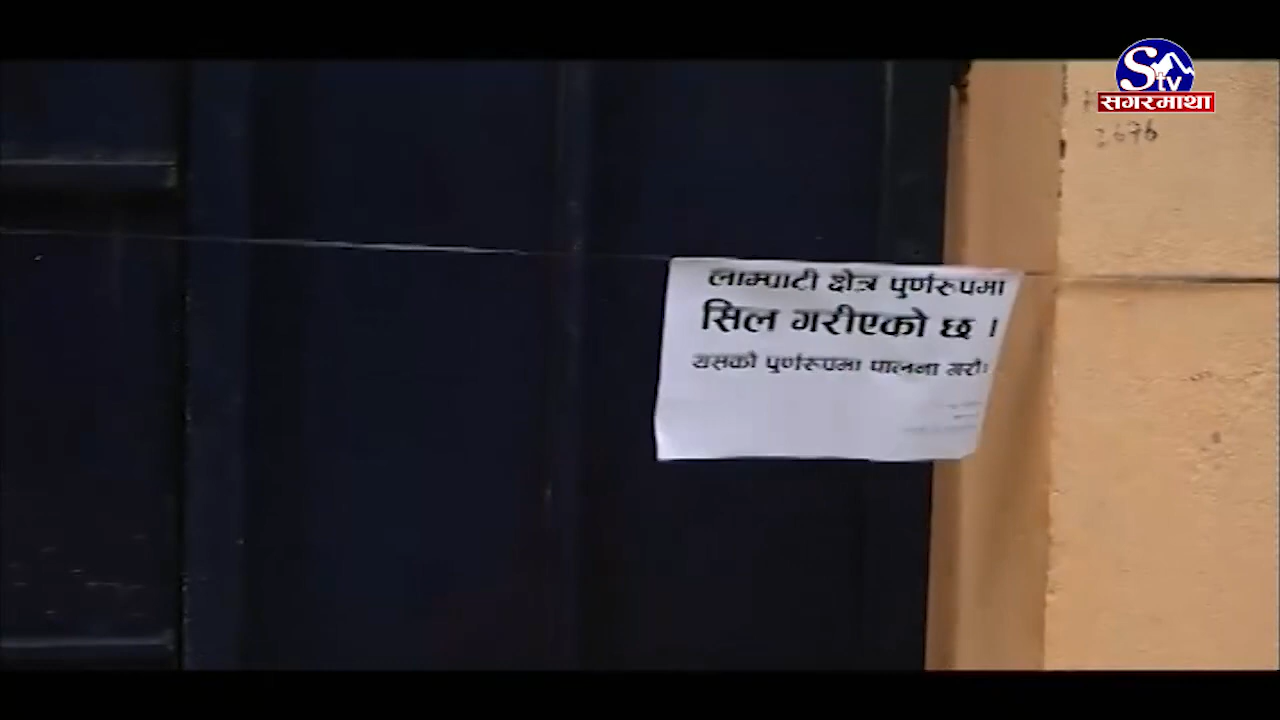 Stv
सगरमाथा
2676
लाम्पाटी क्षेत्र पुर्णरुपमा
सिल गरीएको छ ।
यसको पुर्णरुपमा पालना गरौं।